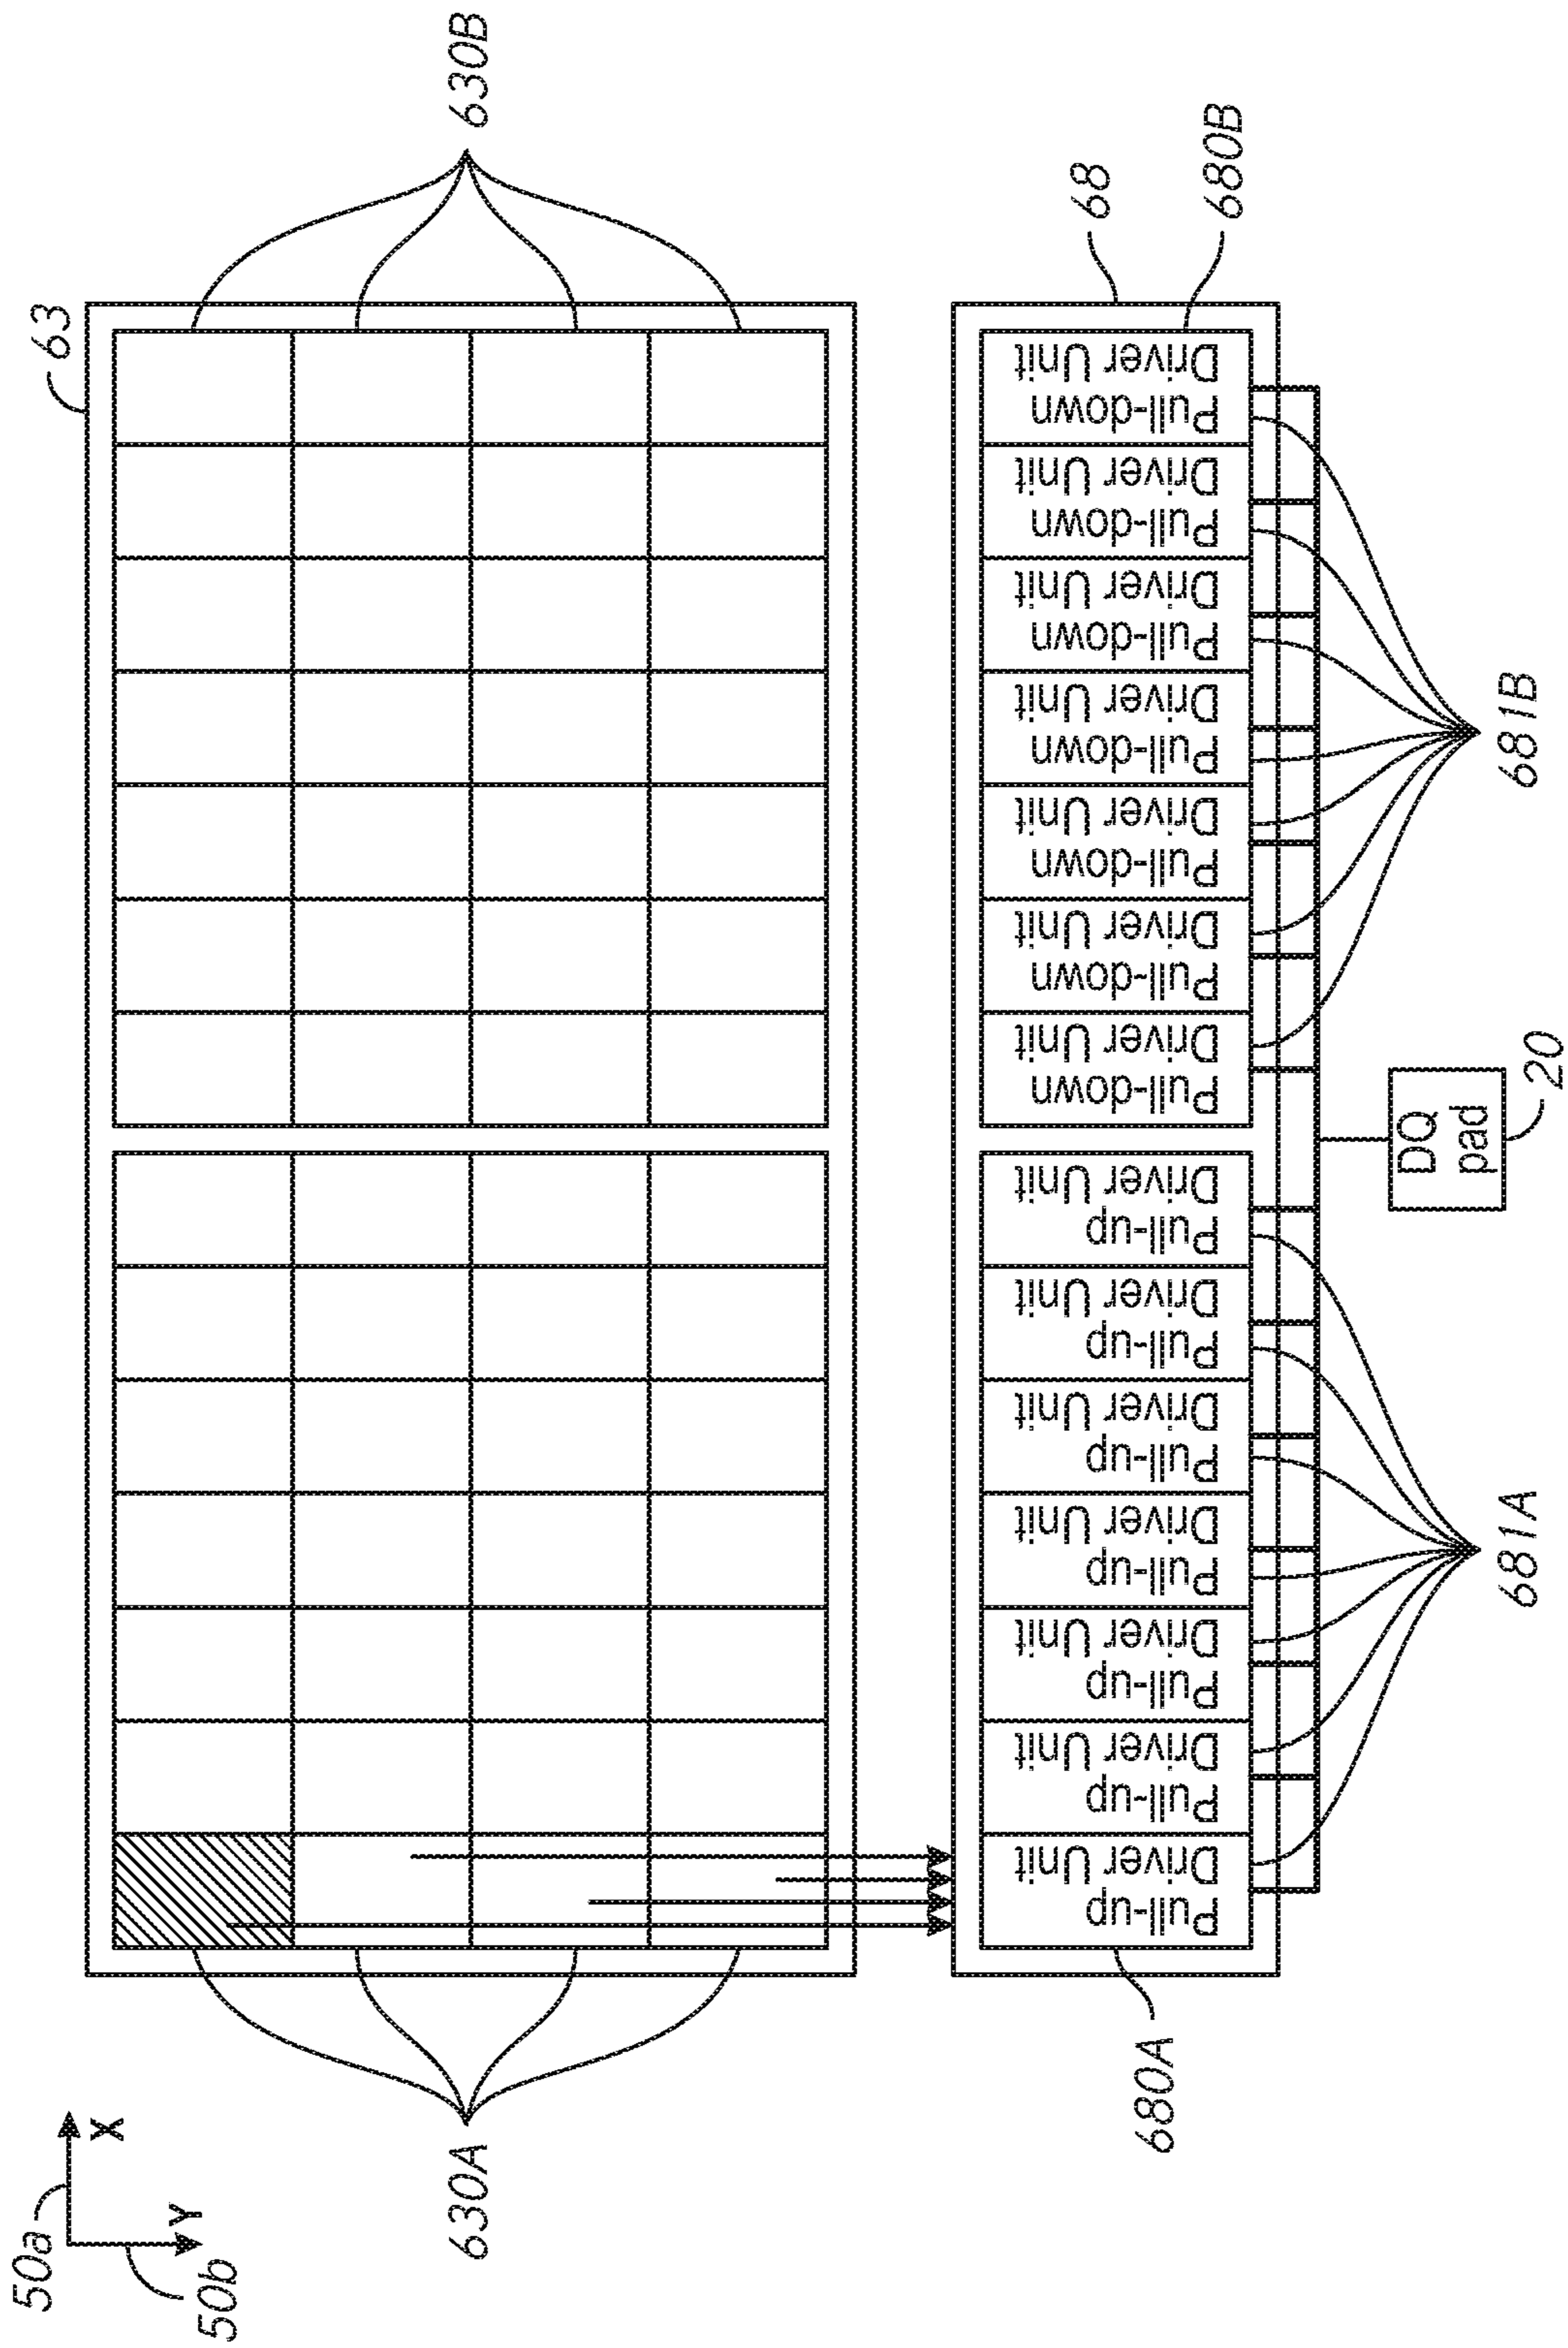 50a
X
Y
50b
63
630A
630B
68
680A
680B
Pull-up
Driver Unit
Pull-up
Driver Unit
Pull-up
Driver Unit
Pull-up
Driver Unit
Pull-up
Driver Unit
Pull-up
Driver Unit
Pull-up
Driver Unit
Pull-down
Driver Unit
Pull-down
Driver Unit
Pull-down
Driver Unit
Pull-down
Driver Unit
Pull-down
Driver Unit
Pull-down
Driver Unit
Pull-down
Driver Unit
681A
681B
DQ
pad
20